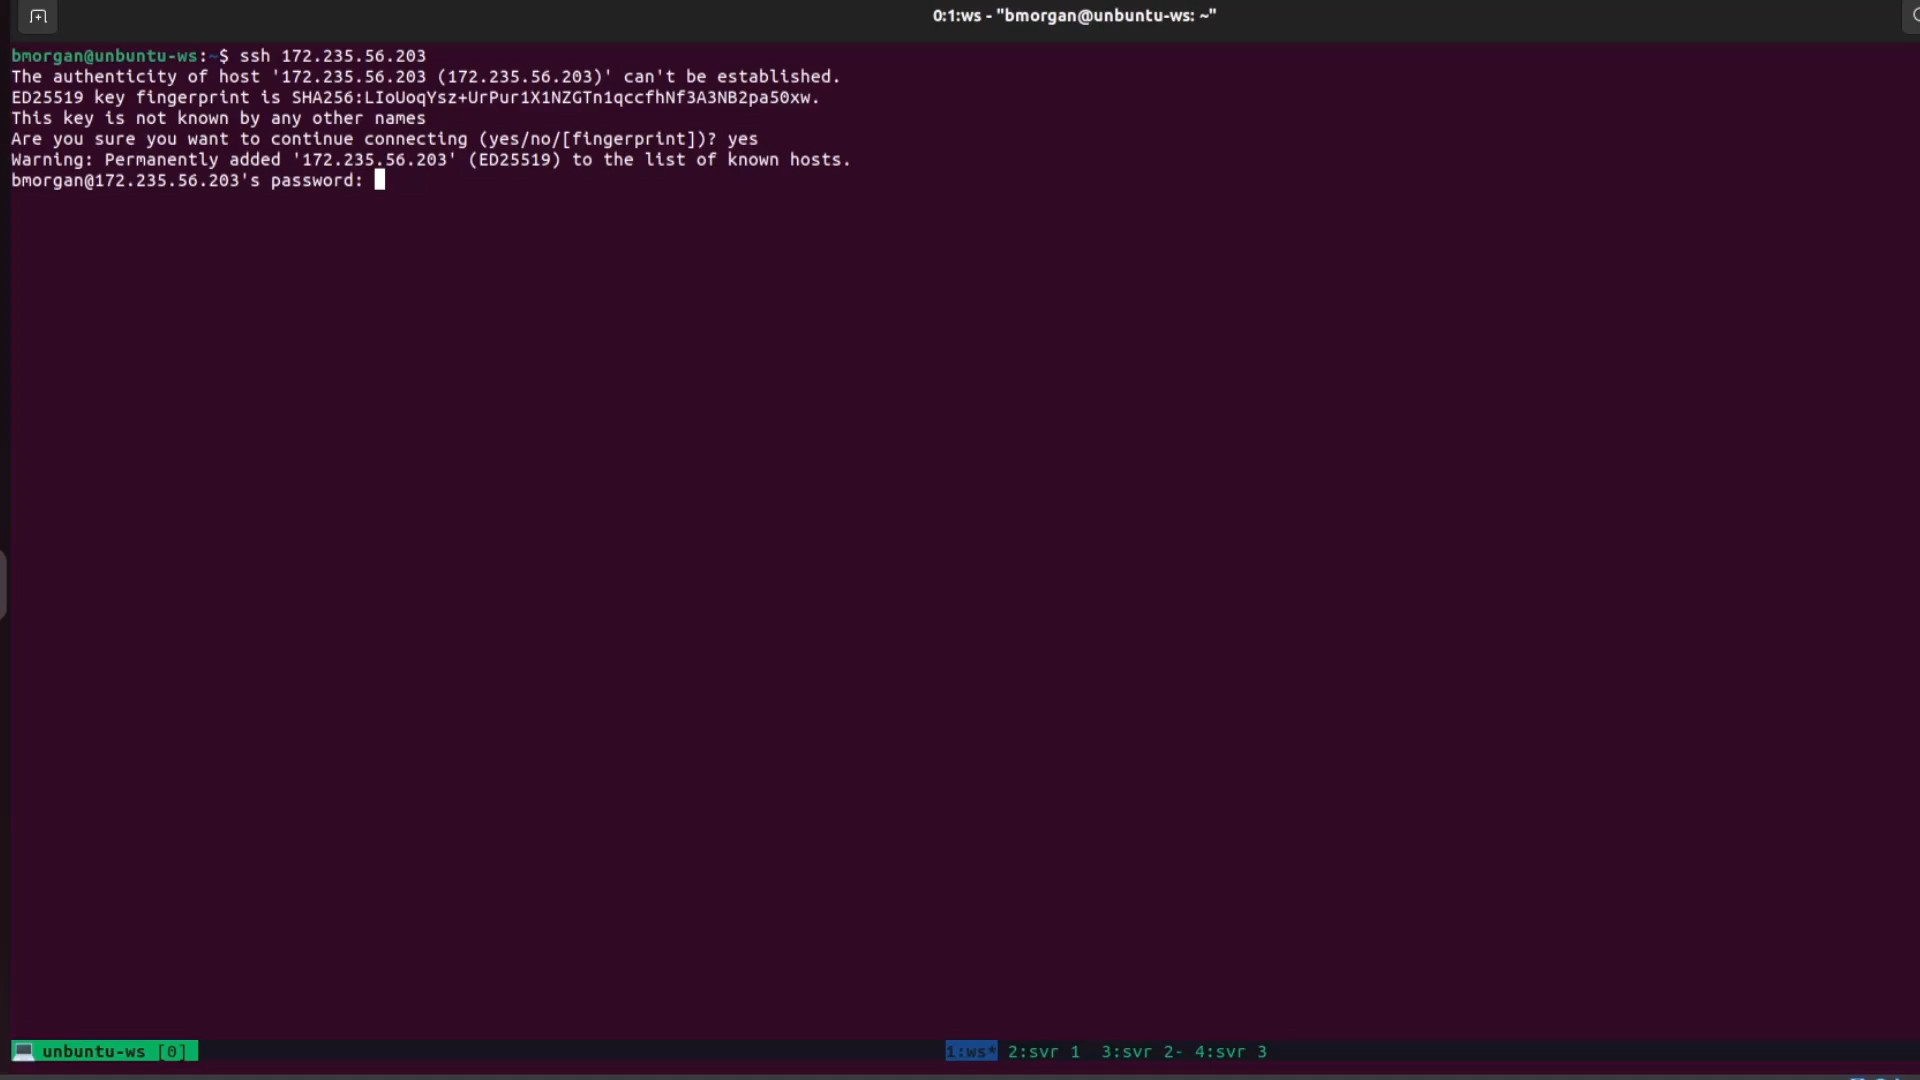 0:1:ws - "bmorgan@unbuntu-ws: ~"
bmorgan@unbuntu-ws:~$ ssh 172.235.56.203
The authenticity of host '172.235.56.203 (172.235.56.203)' can't be established.
ED25519 key fingerprint is SHA256:LIoUoqYsz+UrPur1X1NZGTn1qccfhNf3A3NB2pa50xw.
This key is not known by any other names
Are you sure you want to continue connecting (yes/no/[fingerprint])? yes
Warning: Permanently added '172.235.56.203' (ED25519) to the list of known hosts.
bmorgan@172.235.56.203's password:
unbuntu-ws [0] 1:ws* 2:svr 1 3:svr 2- 4:svr 3